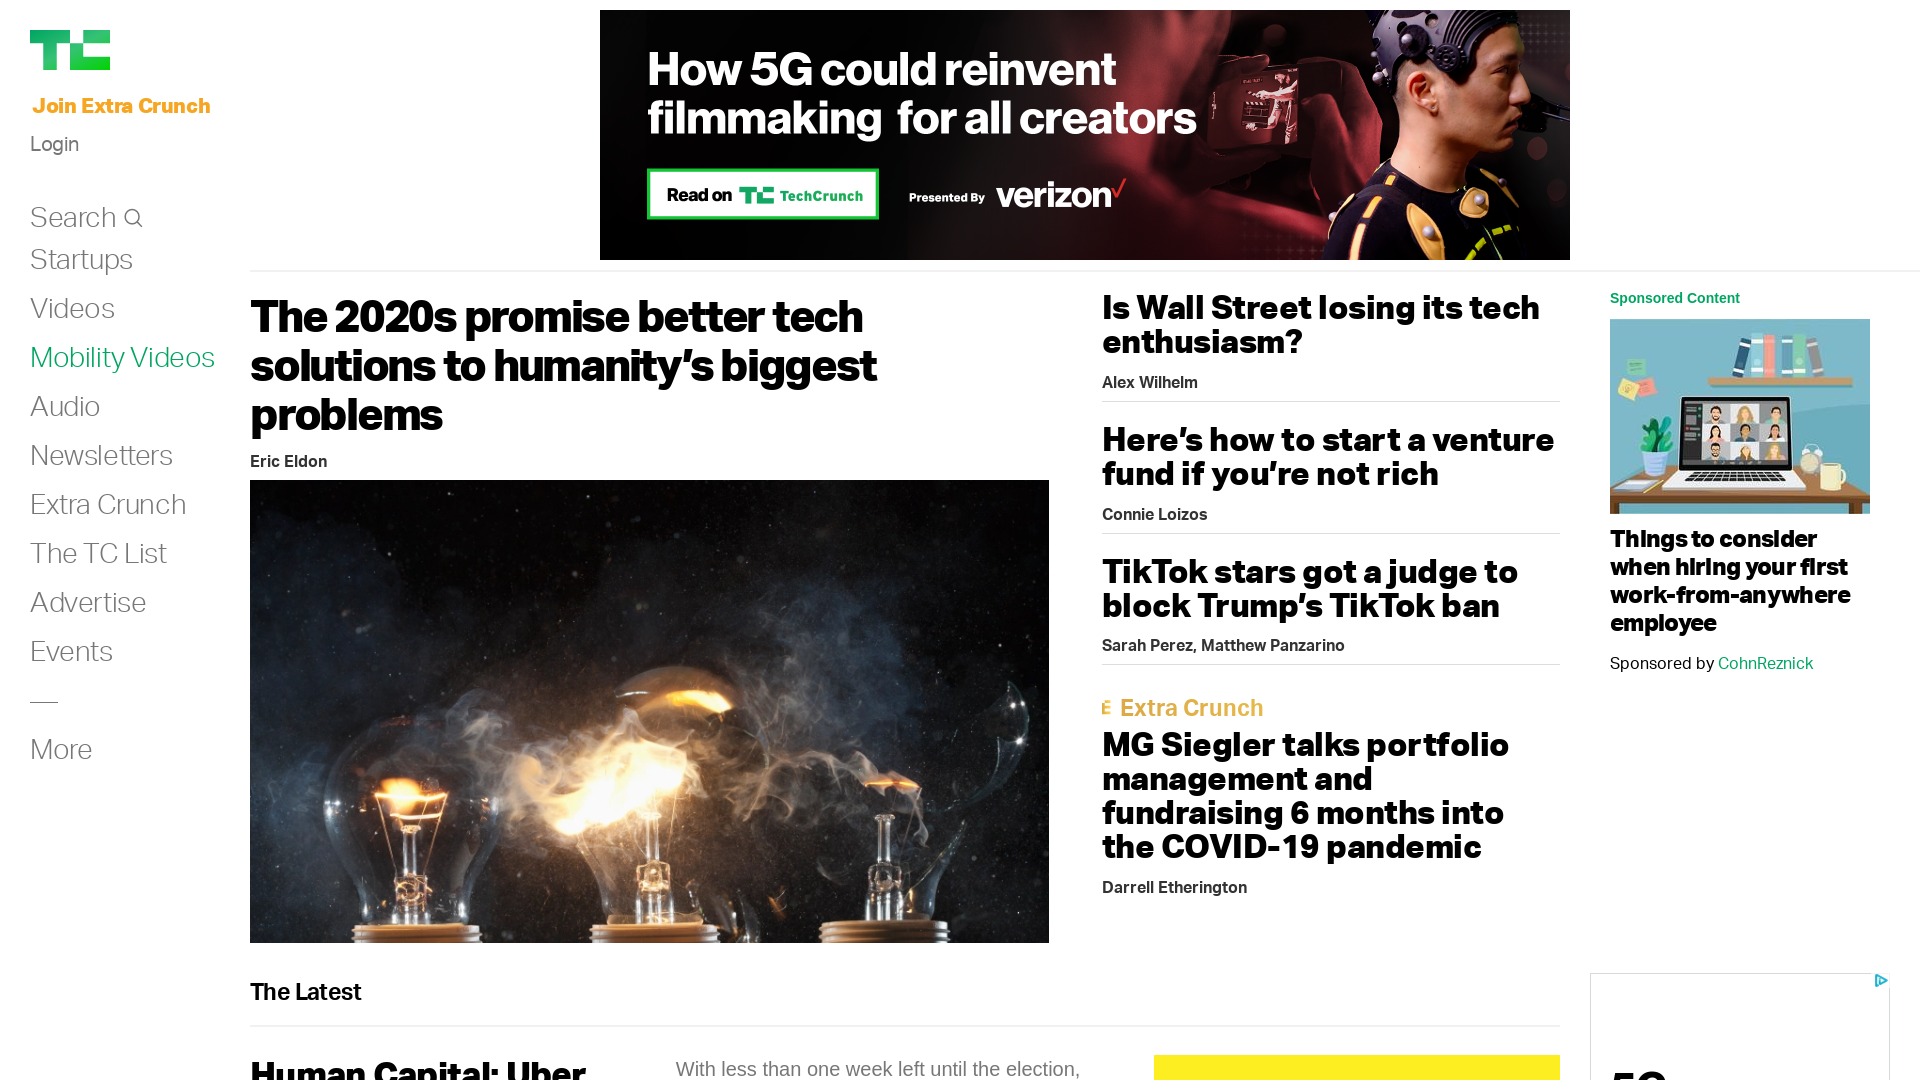 TC
Join Extra Crunch
Login
Search
Startups
Videos
Mobility Videos
Audio
Newsletters
Extra Crunch
The TC List
Advertise
Events
—
More
How 5G could reinvent
filmmaking for all creators
Read on TC TechCrunch
Presented By verizon✓
The 2020s promise better tech
solutions to humanity’s biggest
problems
Eric Eldon
Is Wall Street losing its tech
enthusiasm?
Alex Wilhelm
Here’s how to start a venture
fund if you’re not rich
Connie Loizos
TikTok stars got a judge to
block Trump’s TikTok ban
Sarah Perez, Matthew Panzarino
Extra Crunch
MG Siegler talks portfolio
management and
fundraising 6 months into
the COVID-19 pandemic
Darrell Etherington
Sponsored Content
Things to consider
when hiring your first
work-from-anywhere
employee
Sponsored by CohnReznick
The Latest
Human Capital: Uber
With less than one week left until the election,
5G